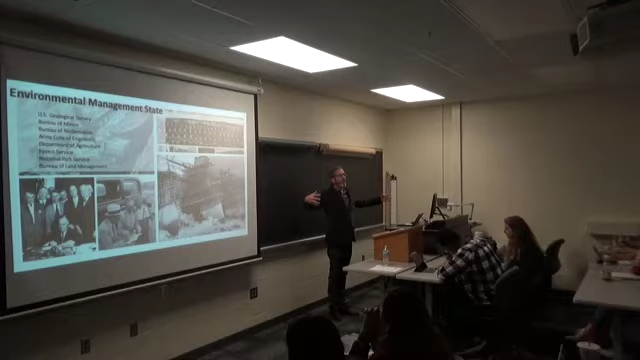 Environmental Management State
U.S. Geological Survey
Bureau of Mines
Bureau of Reclamation
Army Corp of Engineers
Department of Agriculture
Forest Service
National Park Service
Bureau of Land Management